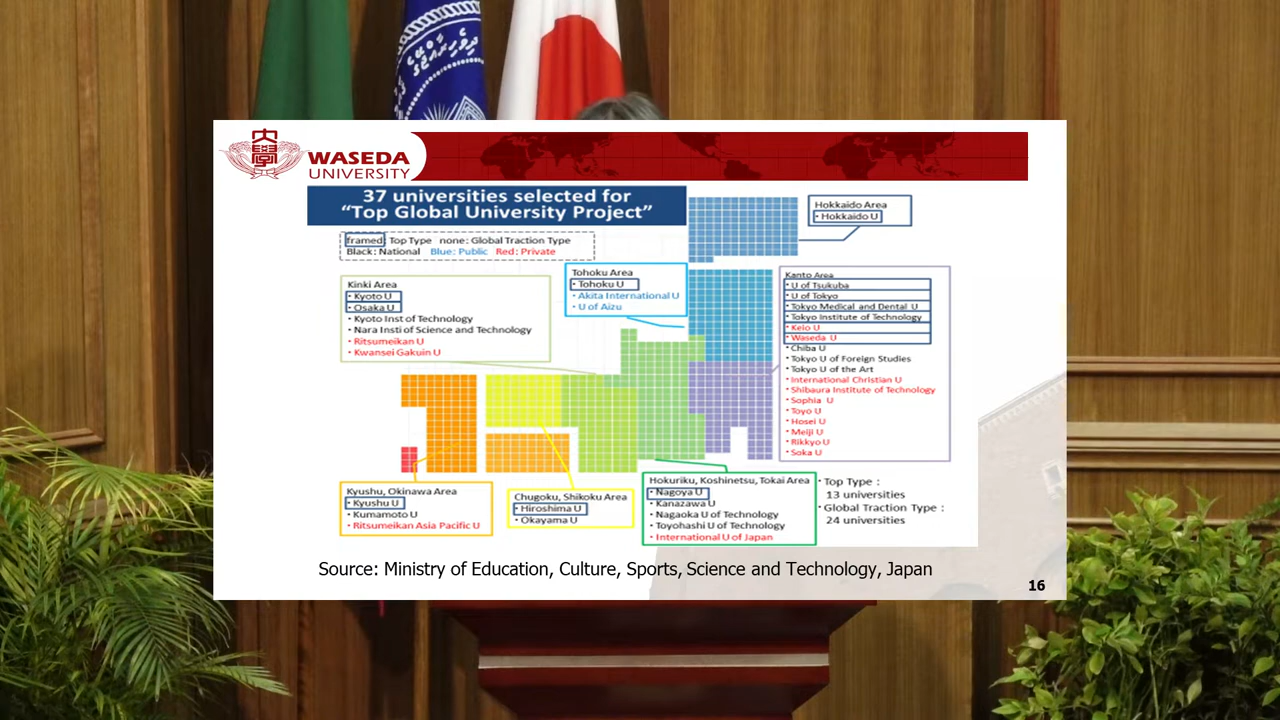 ދިވެހިރާއްޖޭގެ
大學
WASEDA
UNIVERSITY
37 universities selected for
“Top Global University Project”
framed: Top Type none: Global Traction Type
Black: National Blue: Public Red: Private
Hokkaido Area
・Hokkaido U
Tohoku Area
・Tohoku U
・Akita International U
・U of Aizu
Kinki Area
・Kyoto U
・Osaka U
・Kyoto Inst of Technology
・Nara Insti of Science and Technology
・Ritsumeikan U
・Kwansei Gakuin U
Kanto Area
・U of Tsukuba
・U of Tokyo
・Tokyo Medical and Dental U
・Tokyo Institute of Technology
・Keio U
・Waseda U
・Chiba U
・Tokyo U of Foreign Studies
・Tokyo U of the Art
・International Christian U
・Shibaura Institute of Technology
・Sophia U
・Toyo U
・Hosei U
・Meiji U
・Rikkyo U
・Soka U
Kyushu, Okinawa Area
・Kyushu U
・Kumamoto U
・Ritsumeikan Asia Pacific U
Chugoku, Shikoku Area
・Hiroshima U
・Okayama U
Hokuriku, Koshinetsu, Tokai Area
・Nagoya U
・Kanazawa U
・Nagaoka U of Technology
・Toyohashi U of Technology
・International U of Japan
・Top Type :
13 universities
・Global Traction Type :
24 universities
Source: Ministry of Education, Culture, Sports, Science and Technology, Japan
16